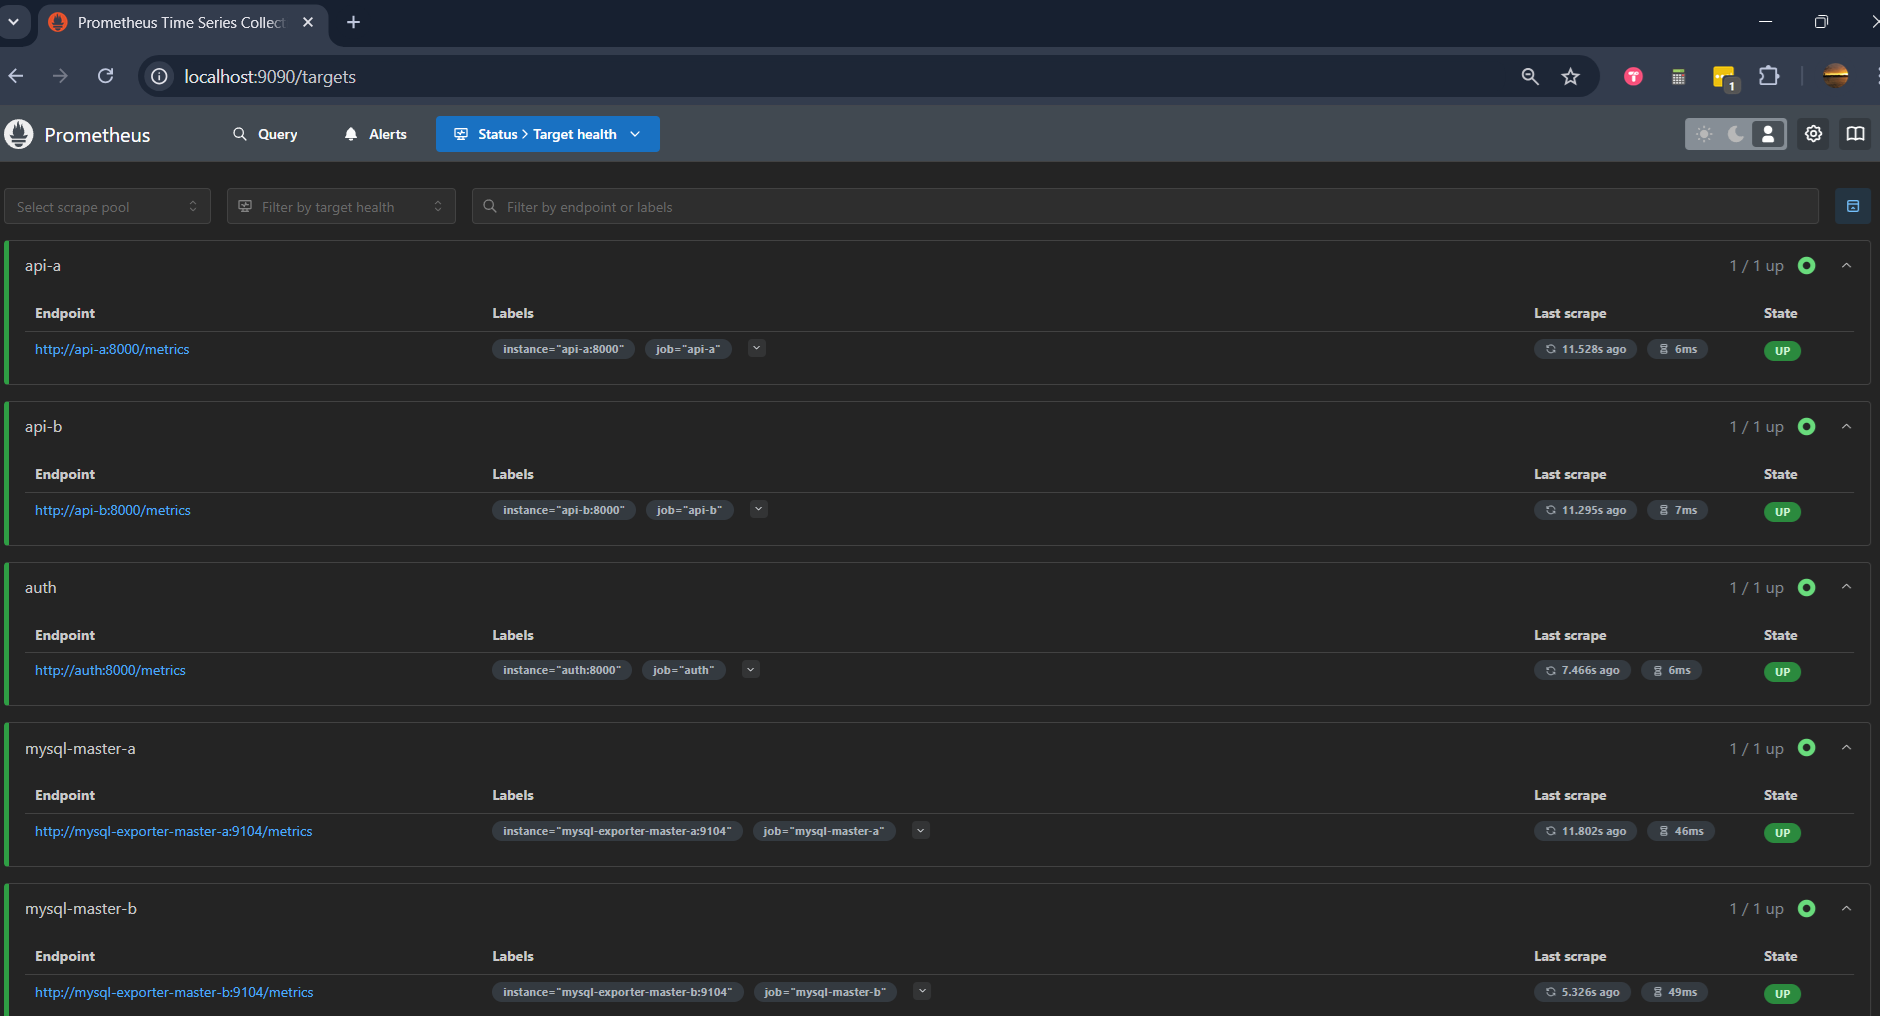 Prometheus Time Series Collect
localhost:9090/targets
1
Prometheus
Query
Alerts
Status > Target health
Select scrape pool
Filter by target health
Filter by endpoint or labels
api-a
1 / 1 up
Endpoint Labels Last scrape State
http://api-a:8000/metrics instance="api-a:8000" job="api-a" 11.528s ago 6ms UP
api-b
1 / 1 up
Endpoint Labels Last scrape State
http://api-b:8000/metrics instance="api-b:8000" job="api-b" 11.295s ago 7ms UP
auth
1 / 1 up
Endpoint Labels Last scrape State
http://auth:8000/metrics instance="auth:8000" job="auth" 7.466s ago 6ms UP
mysql-master-a
1 / 1 up
Endpoint Labels Last scrape State
http://mysql-exporter-master-a:9104/metrics instance="mysql-exporter-master-a:9104" job="mysql-master-a" 11.802s ago 46ms UP
mysql-master-b
1 / 1 up
Endpoint Labels Last scrape State
http://mysql-exporter-master-b:9104/metrics instance="mysql-exporter-master-b:9104" job="mysql-master-b" 5.326s ago 49ms UP